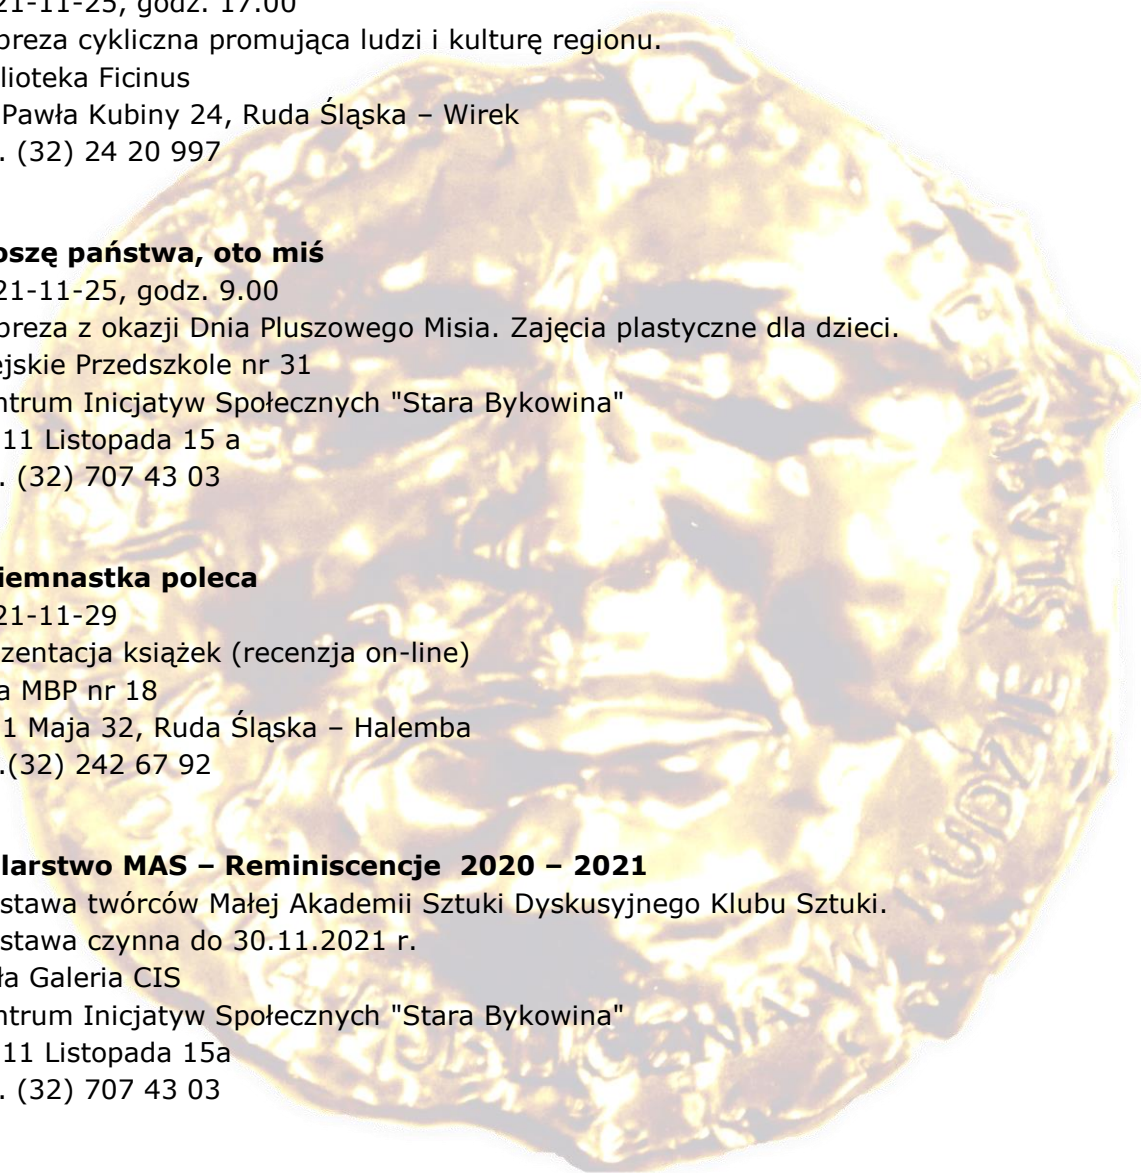 21-11-25, godz. 17.00
preza cykliczna promująca ludzi i kulturę regionu.
lioteka Ficinus
Pawła Kubiny 24, Ruda Śląska – Wirek
. (32) 24 20 997
oszę państwa, oto miś
21-11-25, godz. 9.00
preza z okazji Dnia Pluszowego Misia. Zajęcia plastyczne dla dzieci.
ejskie Przedszkole nr 31
ntrum Inicjatyw Społecznych "Stara Bykowina"
11 Listopada 15 a
. (32) 707 43 03
iemnastka poleca
21-11-29
zentacja książek (recenzja on-line)
a MBP nr 18
1 Maja 32, Ruda Śląska – Halemba
.(32) 242 67 92
larstwo MAS – Reminiscencje  2020 – 2021
stawa twórców Małej Akademii Sztuki Dyskusyjnego Klubu Sztuki.
stawa czynna do 30.11.2021 r.
ła Galeria CIS
ntrum Inicjatyw Społecznych "Stara Bykowina"
11 Listopada 15a
. (32) 707 43 03
LUDZIE